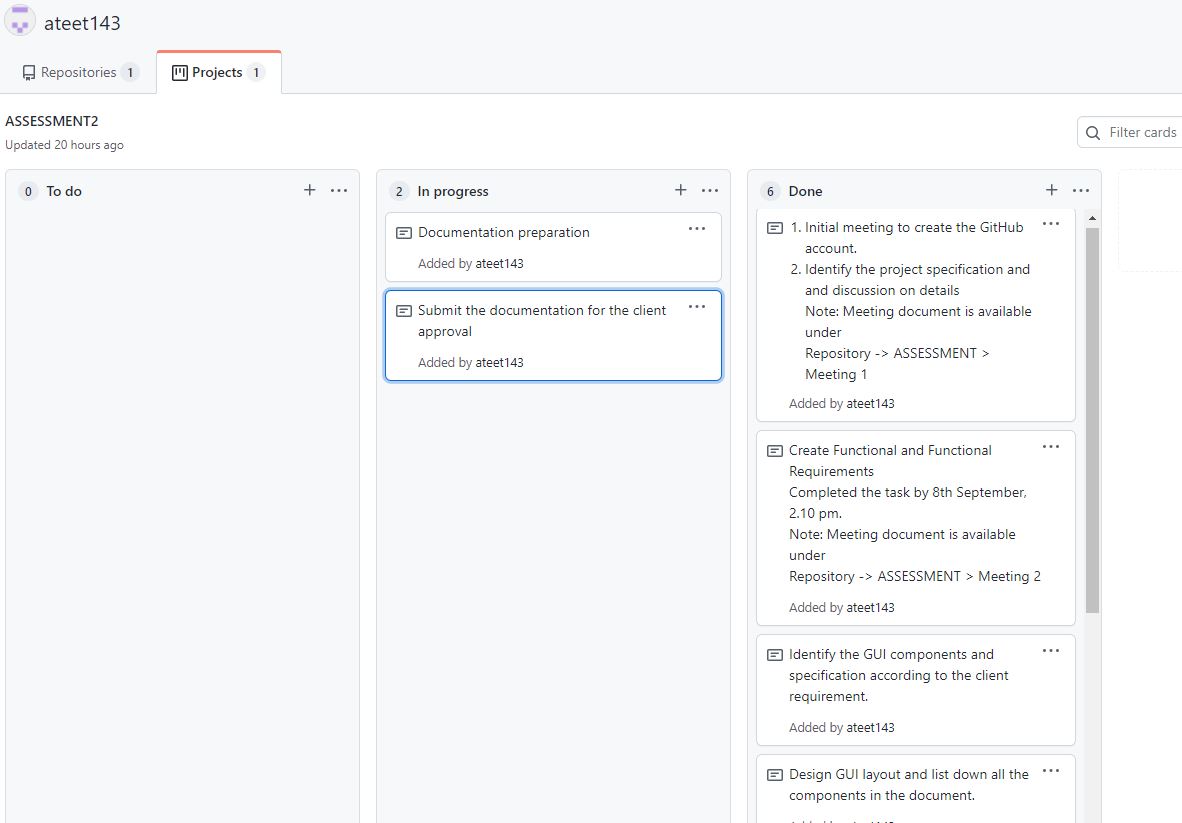 ateet143
Repositories 1
Projects 1
ASSESSMENT2
Updated 20 hours ago
Filter cards
0 To do
2 In progress
Documentation preparation
Added by ateet143
Submit the documentation for the client
approval
Added by ateet143
6 Done
1. Initial meeting to create the GitHub
account.
2. Identify the project specification and
and discussion on details
Note: Meeting document is available
under
Repository -> ASSESSMENT >
Meeting 1
Added by ateet143
Create Functional and Functional
Requirements
Completed the task by 8th September,
2.10 pm.
Note: Meeting document is available
under
Repository -> ASSESSMENT > Meeting 2
Added by ateet143
Identify the GUI components and
specification according to the client
requirement.
Added by ateet143
Design GUI layout and list down all the
components in the document.